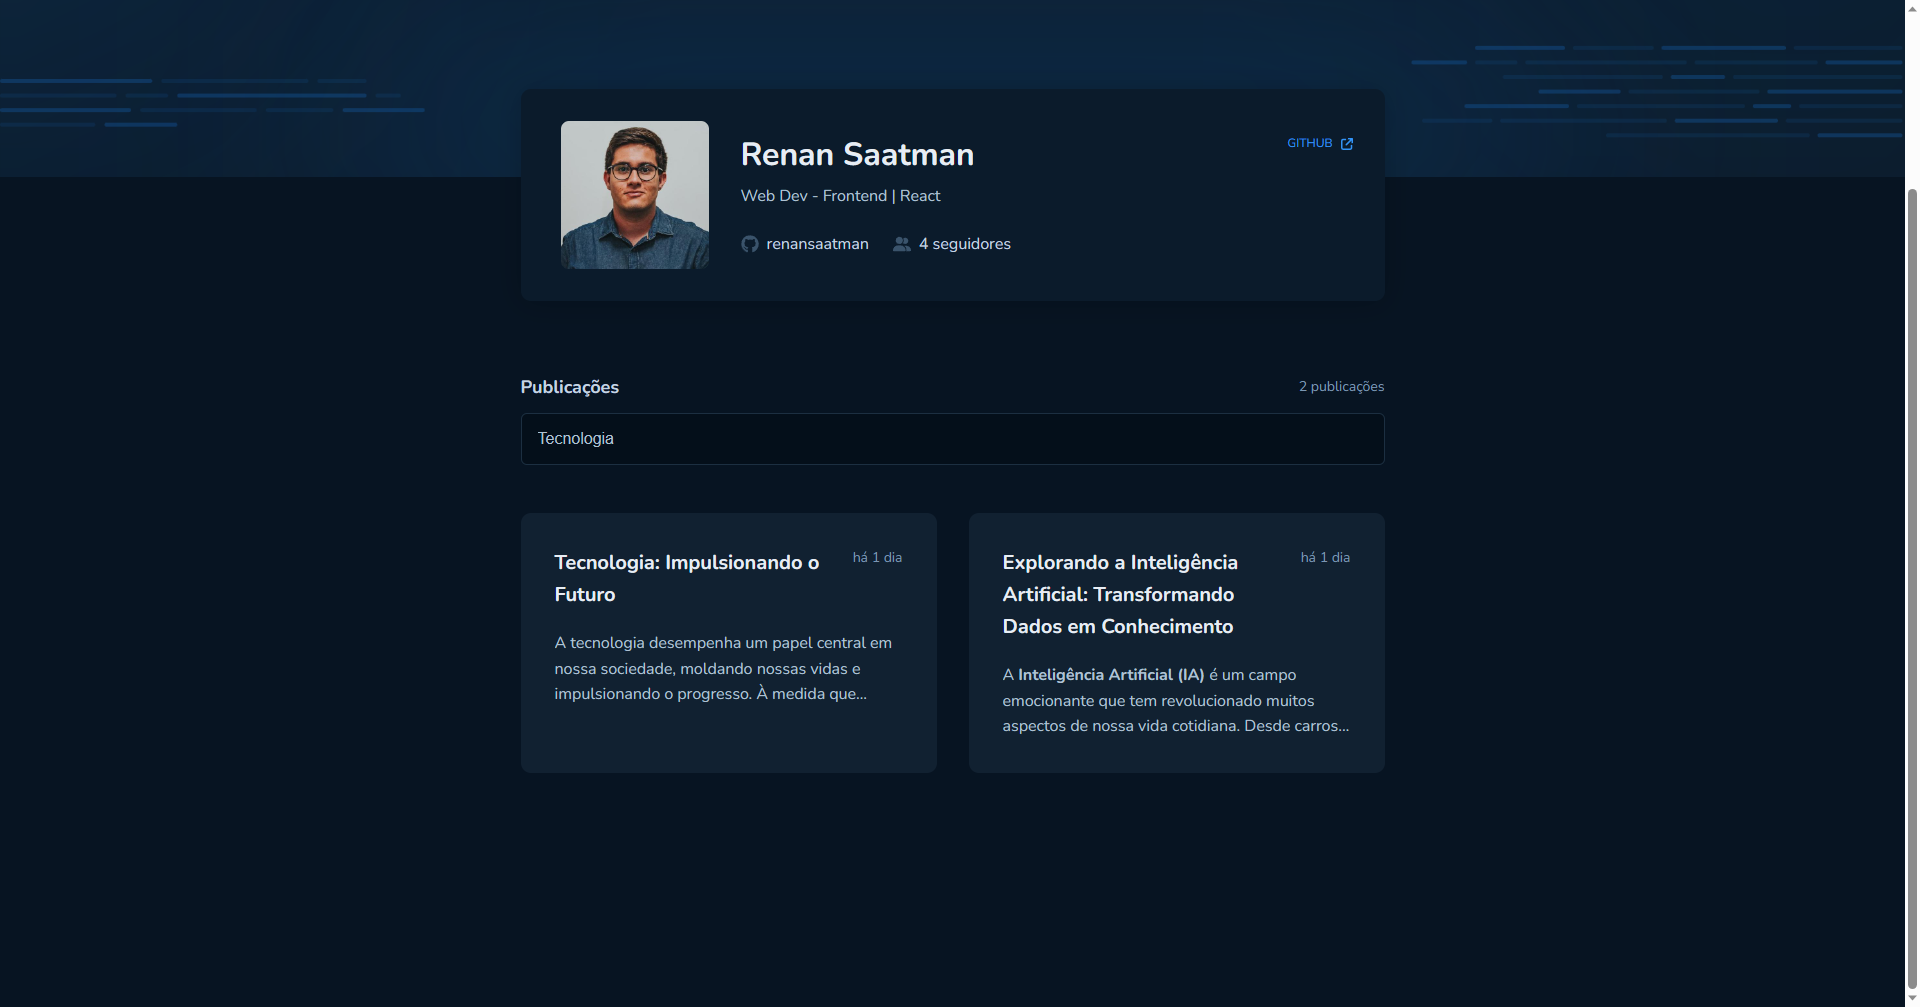 Renan Saatman
GITHUB
Web Dev - Frontend | React
renansaatman
4 seguidores
Publicações
2 publicações
Tecnologia
Tecnologia: Impulsionando o
Futuro
há 1 dia
A tecnologia desempenha um papel central em
nossa sociedade, moldando nossas vidas e
impulsionando o progresso. À medida que...
Explorando a Inteligência
Artificial: Transformando
Dados em Conhecimento
há 1 dia
A Inteligência Artificial (IA) é um campo
emocionante que tem revolucionado muitos
aspectos de nossa vida cotidiana. Desde carros...